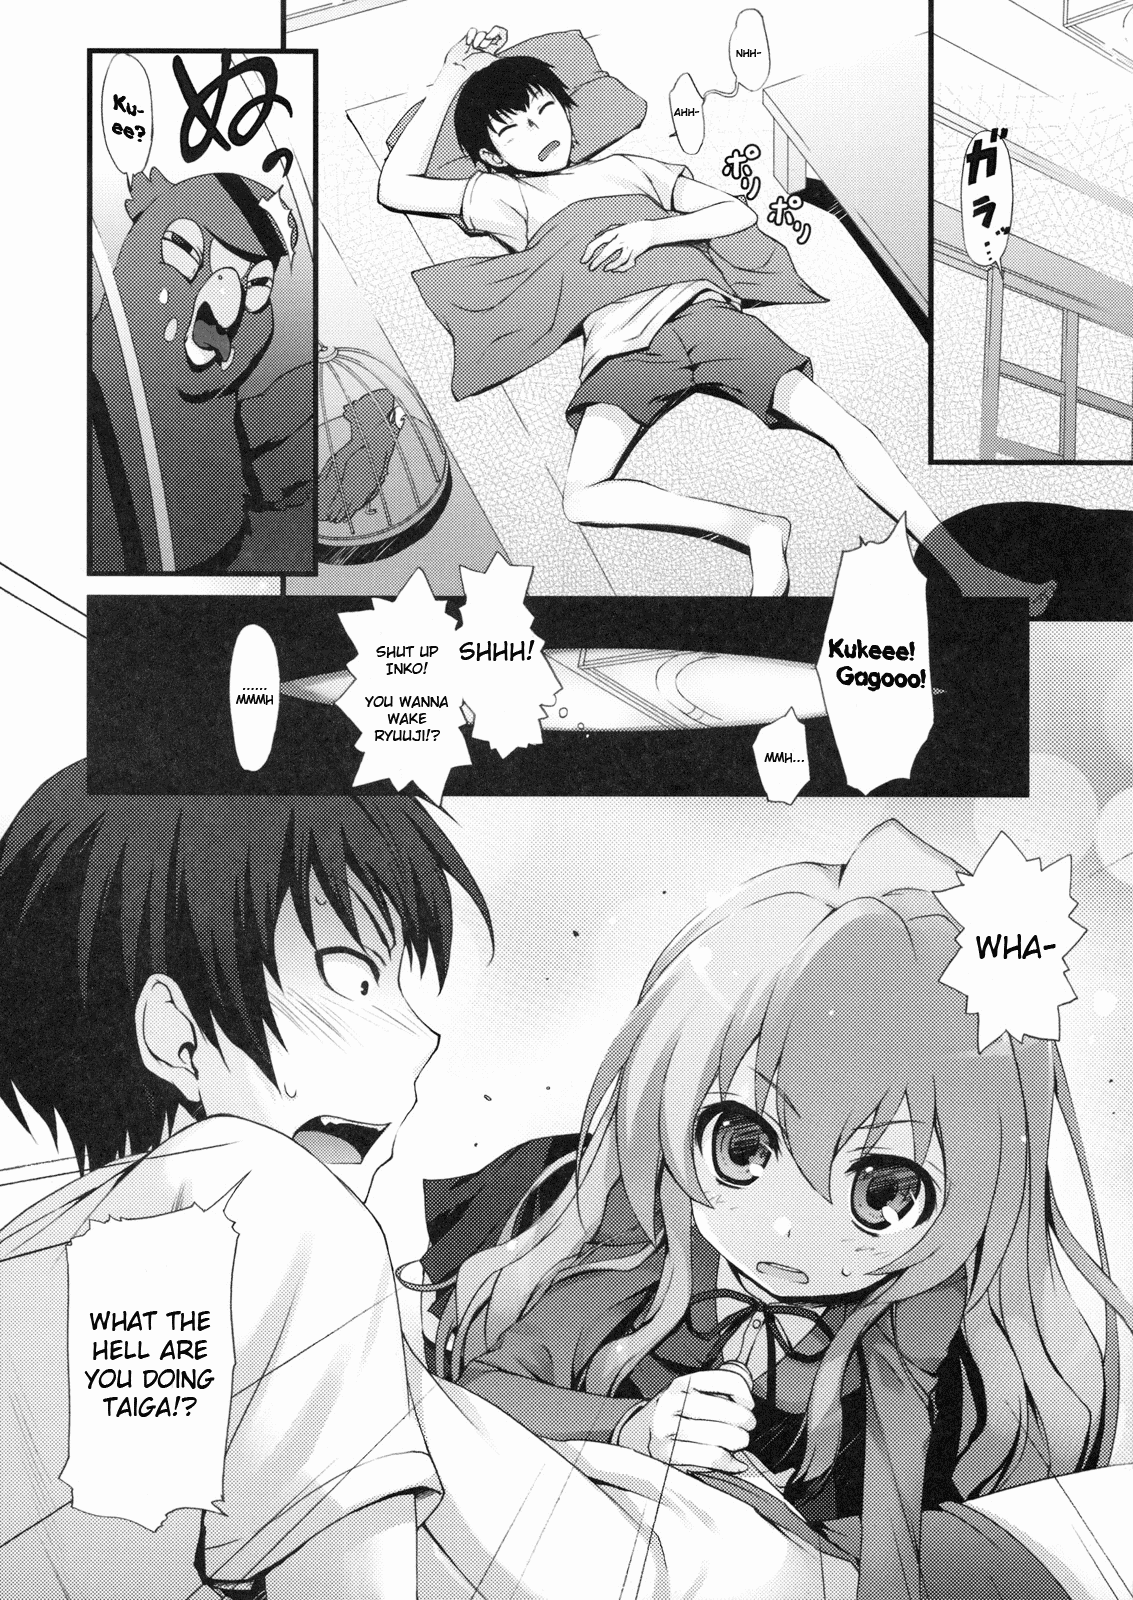 ガラ…
NHH-
AHH-
ポリ
ポリ
ぬっ
Ku-
ee?
Kukeee!
Gagooo!
MMH...
SHHH!
SHUT UP
INKO!
YOU WANNA
WAKE
RYUUJI!?
......
MMMH
WHA-
WHAT THE
HELL ARE
YOU DOING
TAIGA!?